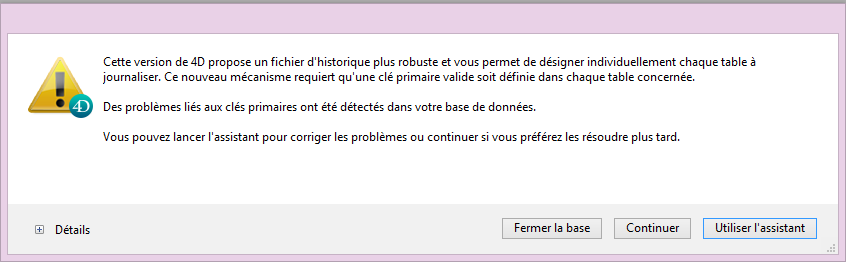 Cette version de 4D propose un fichier d'historique plus robuste et vous permet de désigner individuellement chaque table à
journaliser. Ce nouveau mécanisme requiert qu'une clé primaire valide soit définie dans chaque table concernée.
Des problèmes liés aux clés primaires ont été détectés dans votre base de données.
Vous pouvez lancer l'assistant pour corriger les problèmes ou continuer si vous préférez les résoudre plus tard.
4D
Détails
Fermer la base
Continuer
Utiliser l'assistant